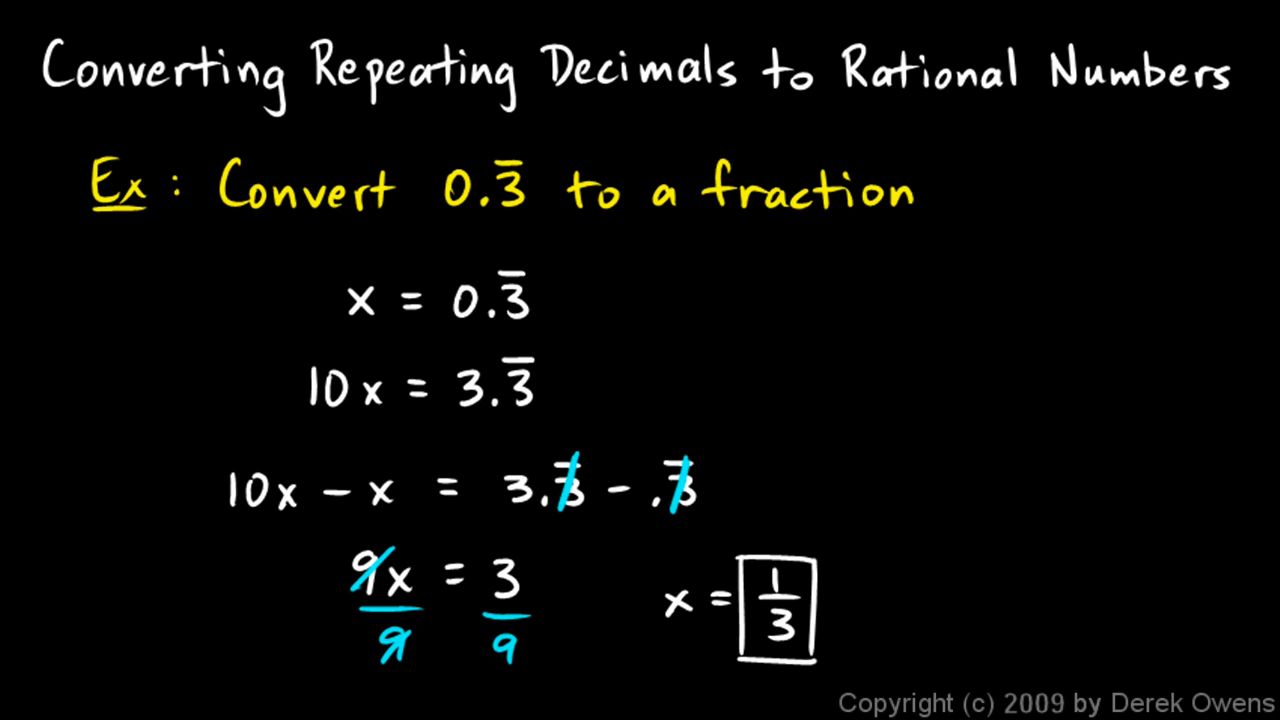 Converting Repeating Decimals to Rational Numbers
Ex: Convert 0.3̅ to a fraction
x = 0.3̅
10x = 3.3̅
10x - x = 3.3̅ - .3̅
9x = 3
9 9
x = 1/3
Copyright (c) 2009 by Derek Owens